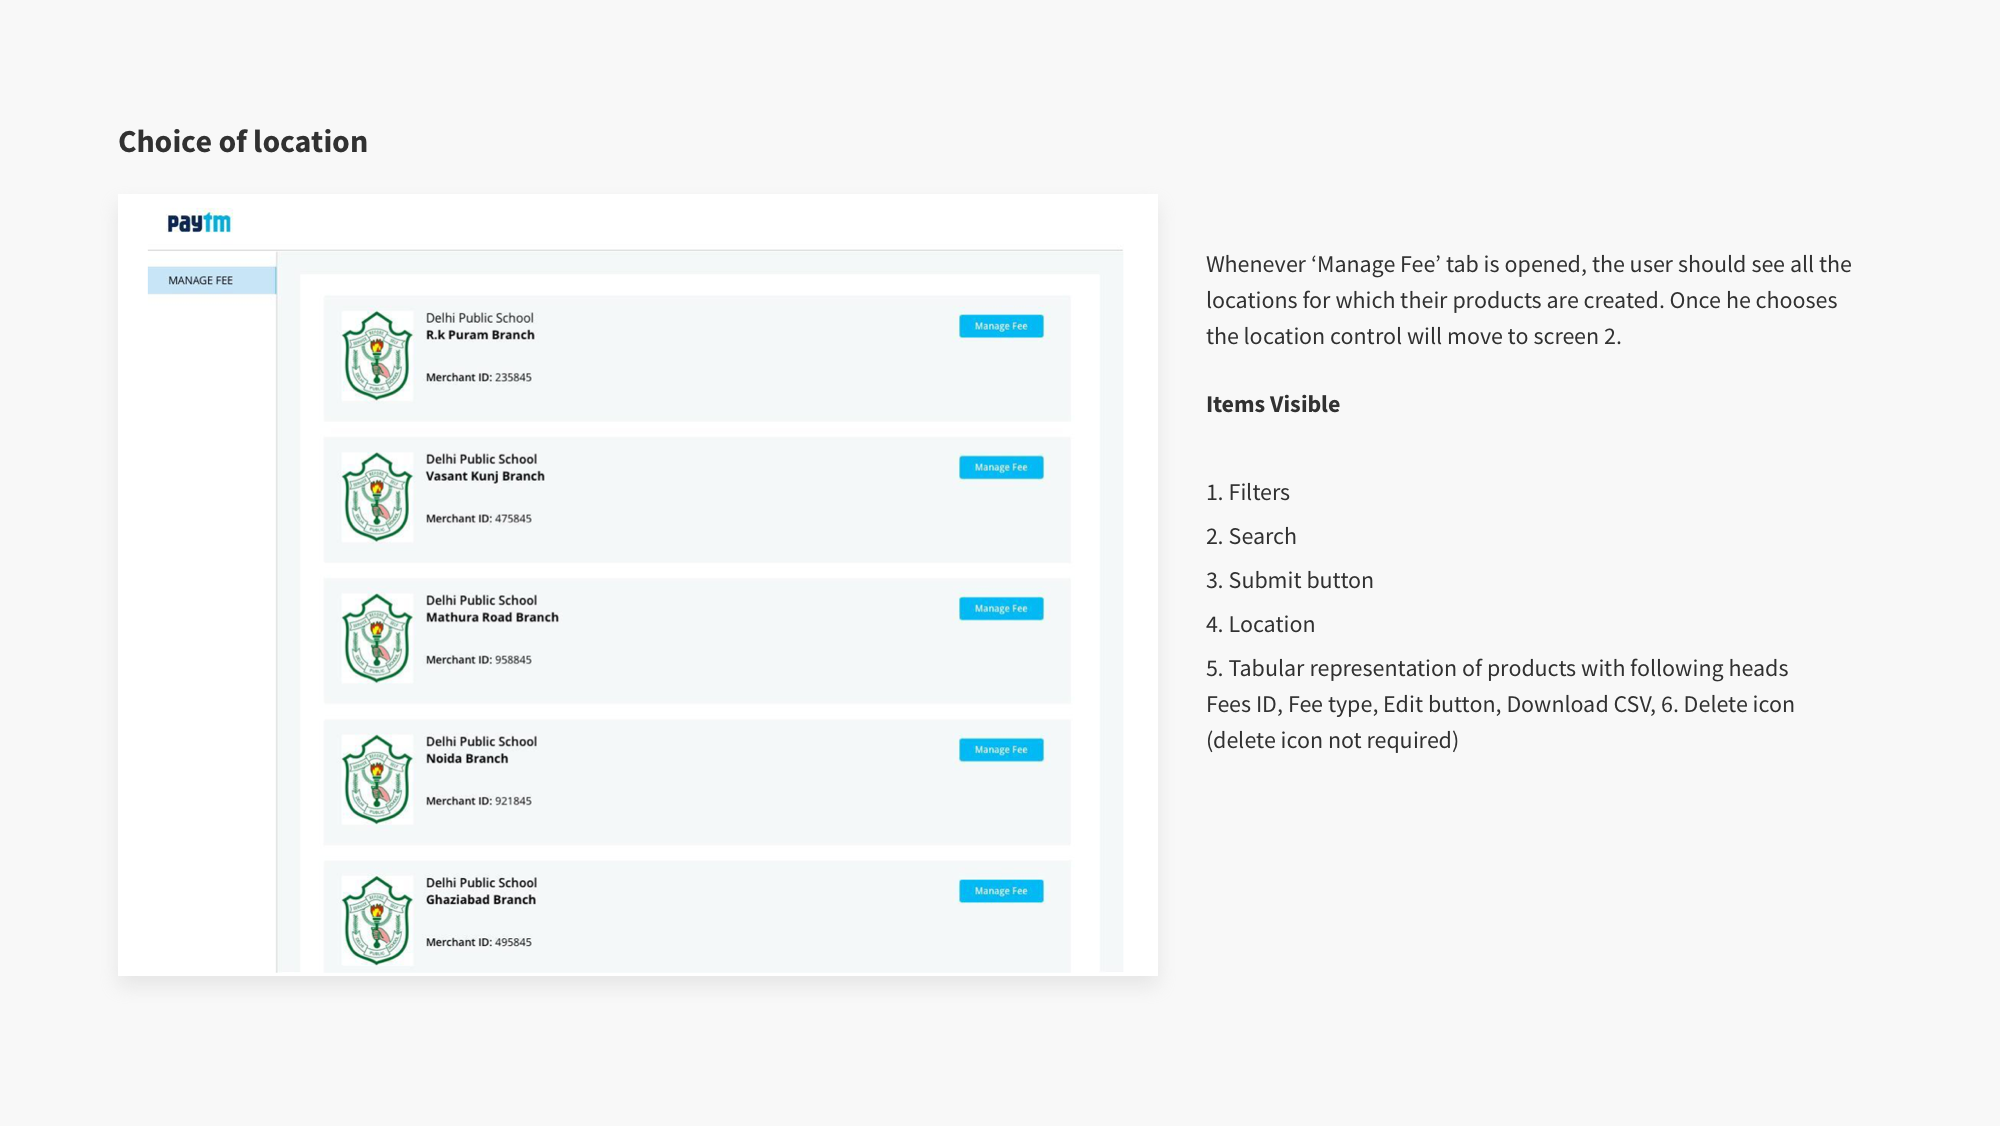 Choice of location
paytm
MANAGE FEE
Delhi Public School
R.k Puram Branch
Manage Fee
Merchant ID: 235845
Delhi Public School
Vasant Kunj Branch
Manage Fee
Merchant ID: 475845
Delhi Public School
Mathura Road Branch
Manage Fee
Merchant ID: 958845
Delhi Public School
Noida Branch
Manage Fee
Merchant ID: 921845
Delhi Public School
Ghaziabad Branch
Manage Fee
Merchant ID: 495845
Whenever ‘Manage Fee’ tab is opened, the user should see all the
locations for which their products are created. Once he chooses
the location control will move to screen 2.
Items Visible
1. Filters
2. Search
3. Submit button
4. Location
5. Tabular representation of products with following heads
Fees ID, Fee type, Edit button, Download CSV, 6. Delete icon
(delete icon not required)